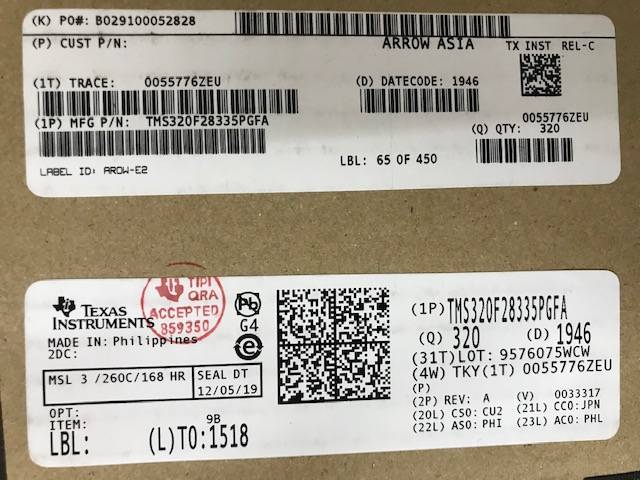 (K) PO#: B029100052828
(P) CUST P/N:
ARROW ASIA
TX INST REL-C
(1T) TRACE: 0055776ZEU
(D) DATECODE: 1946
(1P) MFG P/N: TMS320F28335PGFA
0055776ZEU
(Q) QTY: 320
LBL: 65 OF 450
LABEL ID: AROW-E2
TEXAS INSTRUMENTS
TIPI
QRA
ACCEPTED
859350
Pb
G4
e
MADE IN: Philippines
2DC:
MSL 3 /260C/168 HR
SEAL DT
12/05/19
OPT:
ITEM:
9B
LBL:
(L)T0:1518
(1P) TMS320F28335PGFA
(Q) 320 (D) 1946
(31T)LOT: 9576075WCW
(4W) TKY(1T) 0055776ZEU
(P)
(2P) REV: A (V) 0033317
(20L) CSO: CU2 (21L) CCO:JPN
(22L) ASO: PHI (23L) ACO: PHL